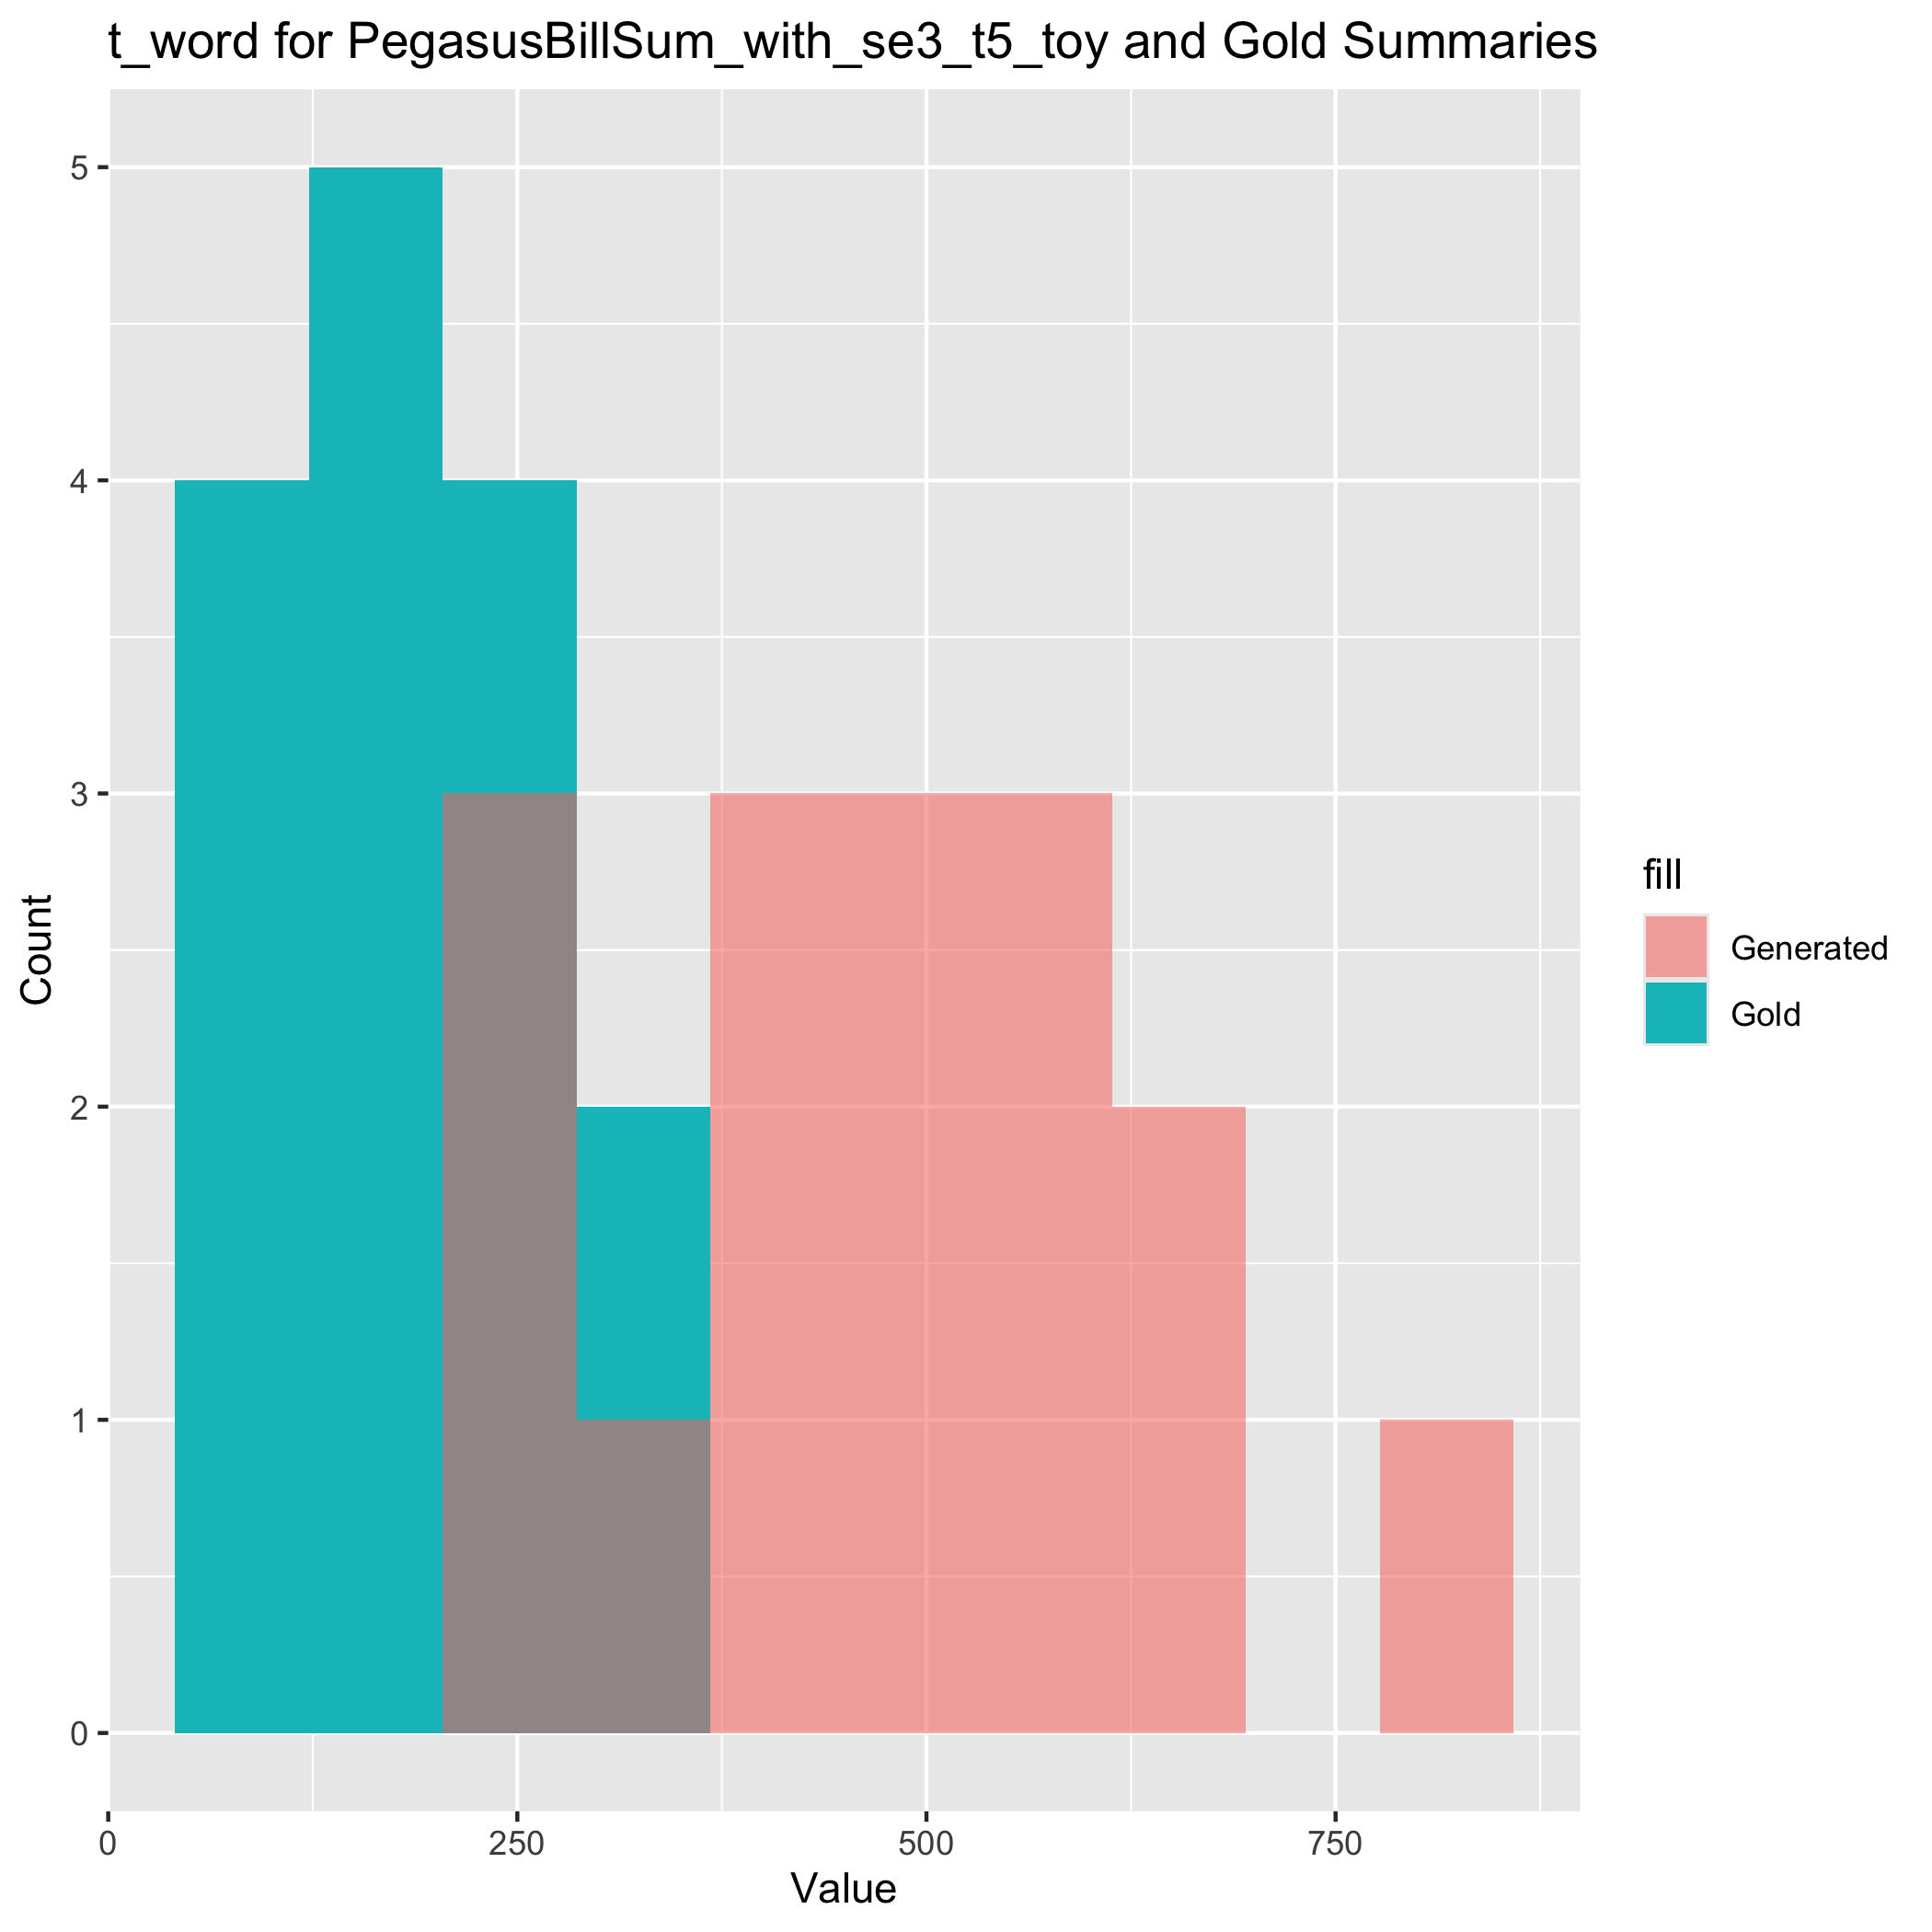 t_word for PegasusBillSum_with_se3_t5_toy and Gold Summaries
5
4
3
2
1
0
Count
0 250 500 750
Value
fill
Generated
Gold